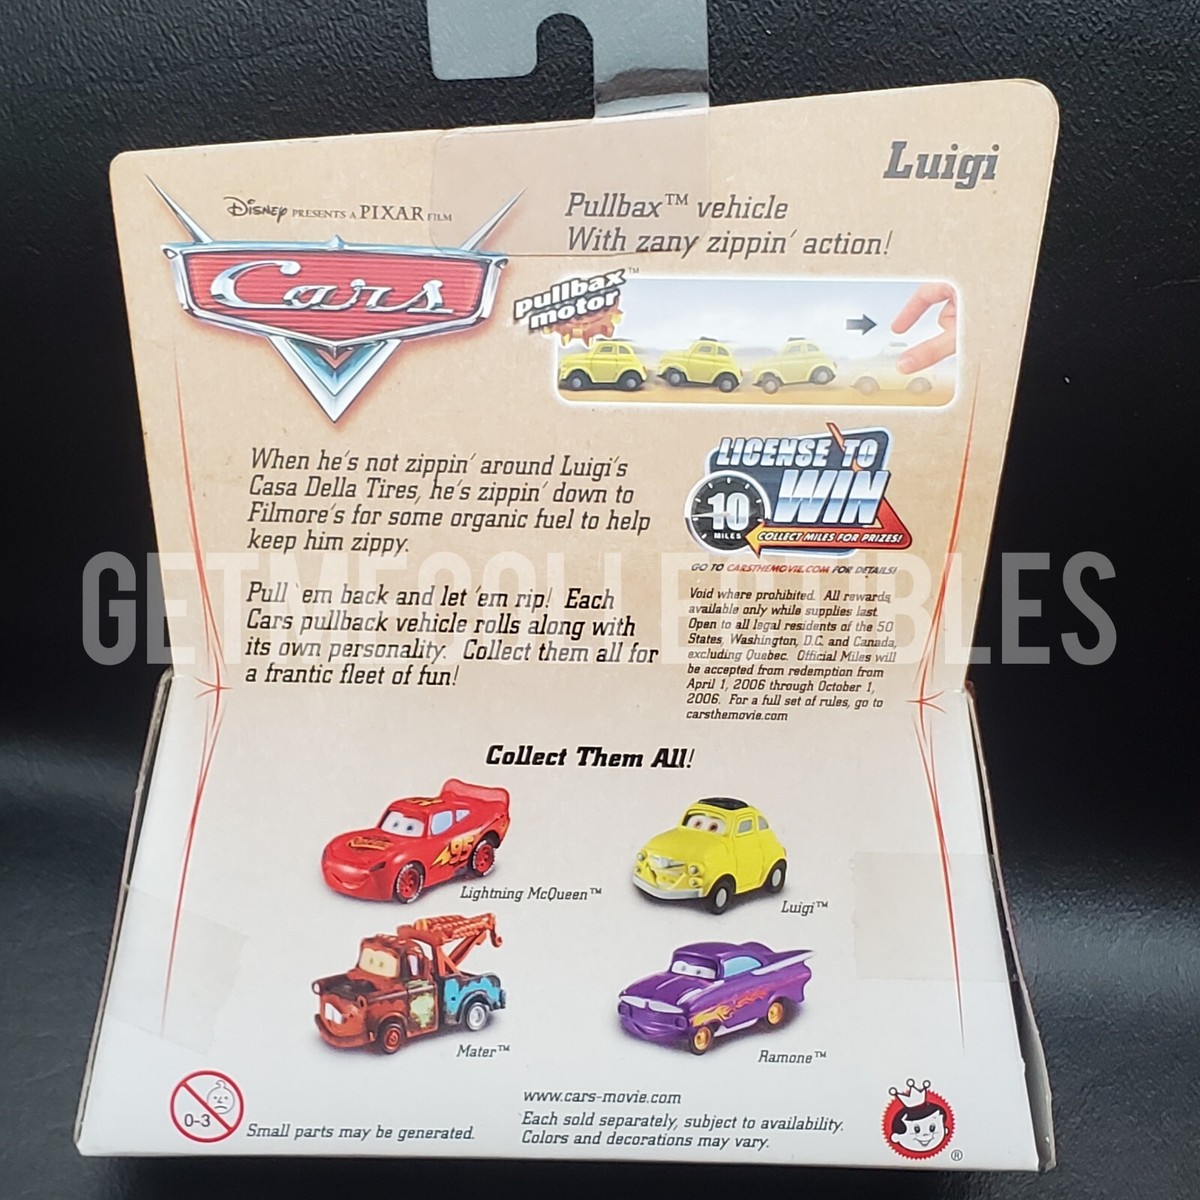 Luigi
Disney PRESENTS A PIXAR FILM
Cars
Pullbax™ vehicle
With zany zippin' action!
pullbax™
motor
When he's not zippin' around Luigi's
Casa Della Tires, he's zippin' down to
Filmore's for some organic fuel to help
keep him zippy.
Pull 'em back and let 'em rip! Each
Cars pullback vehicle rolls along with
its own personality. Collect them all for
a frantic fleet of fun!
LICENSE TO
WIN
10
MILES
COLLECT MILES FOR PRIZES!
GO TO CARSTHEMOVIE.COM FOR DETAILS!
Void where prohibited. All rewards
available only while supplies last.
Open to all legal residents of the 50
States, Washington, D.C. and Canada,
excluding Quebec. Official Miles will
be accepted from redemption from
April 1, 2006 through October 1,
2006. For a full set of rules, go to
carsthemovie.com
GETMECOLLECTIBLES
Collect Them All!
95
Lightning McQueen™
Luigi™
Mater™
Ramone™
0-3
Small parts may be generated.
www.cars-movie.com
Each sold separately, subject to availability.
Colors and decorations may vary.
®